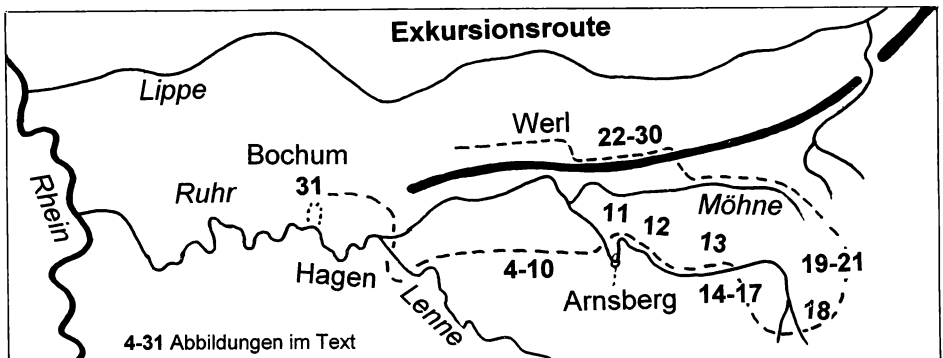 Exkursionsroute
Lippe
Werl
22-30
Bochum
31
Ruhr
Rhein
Möhne
11
12
13
Hagen
4-10
19-21
Lenne
Arnsberg
14-17
18
4-31 Abbildungen im Text